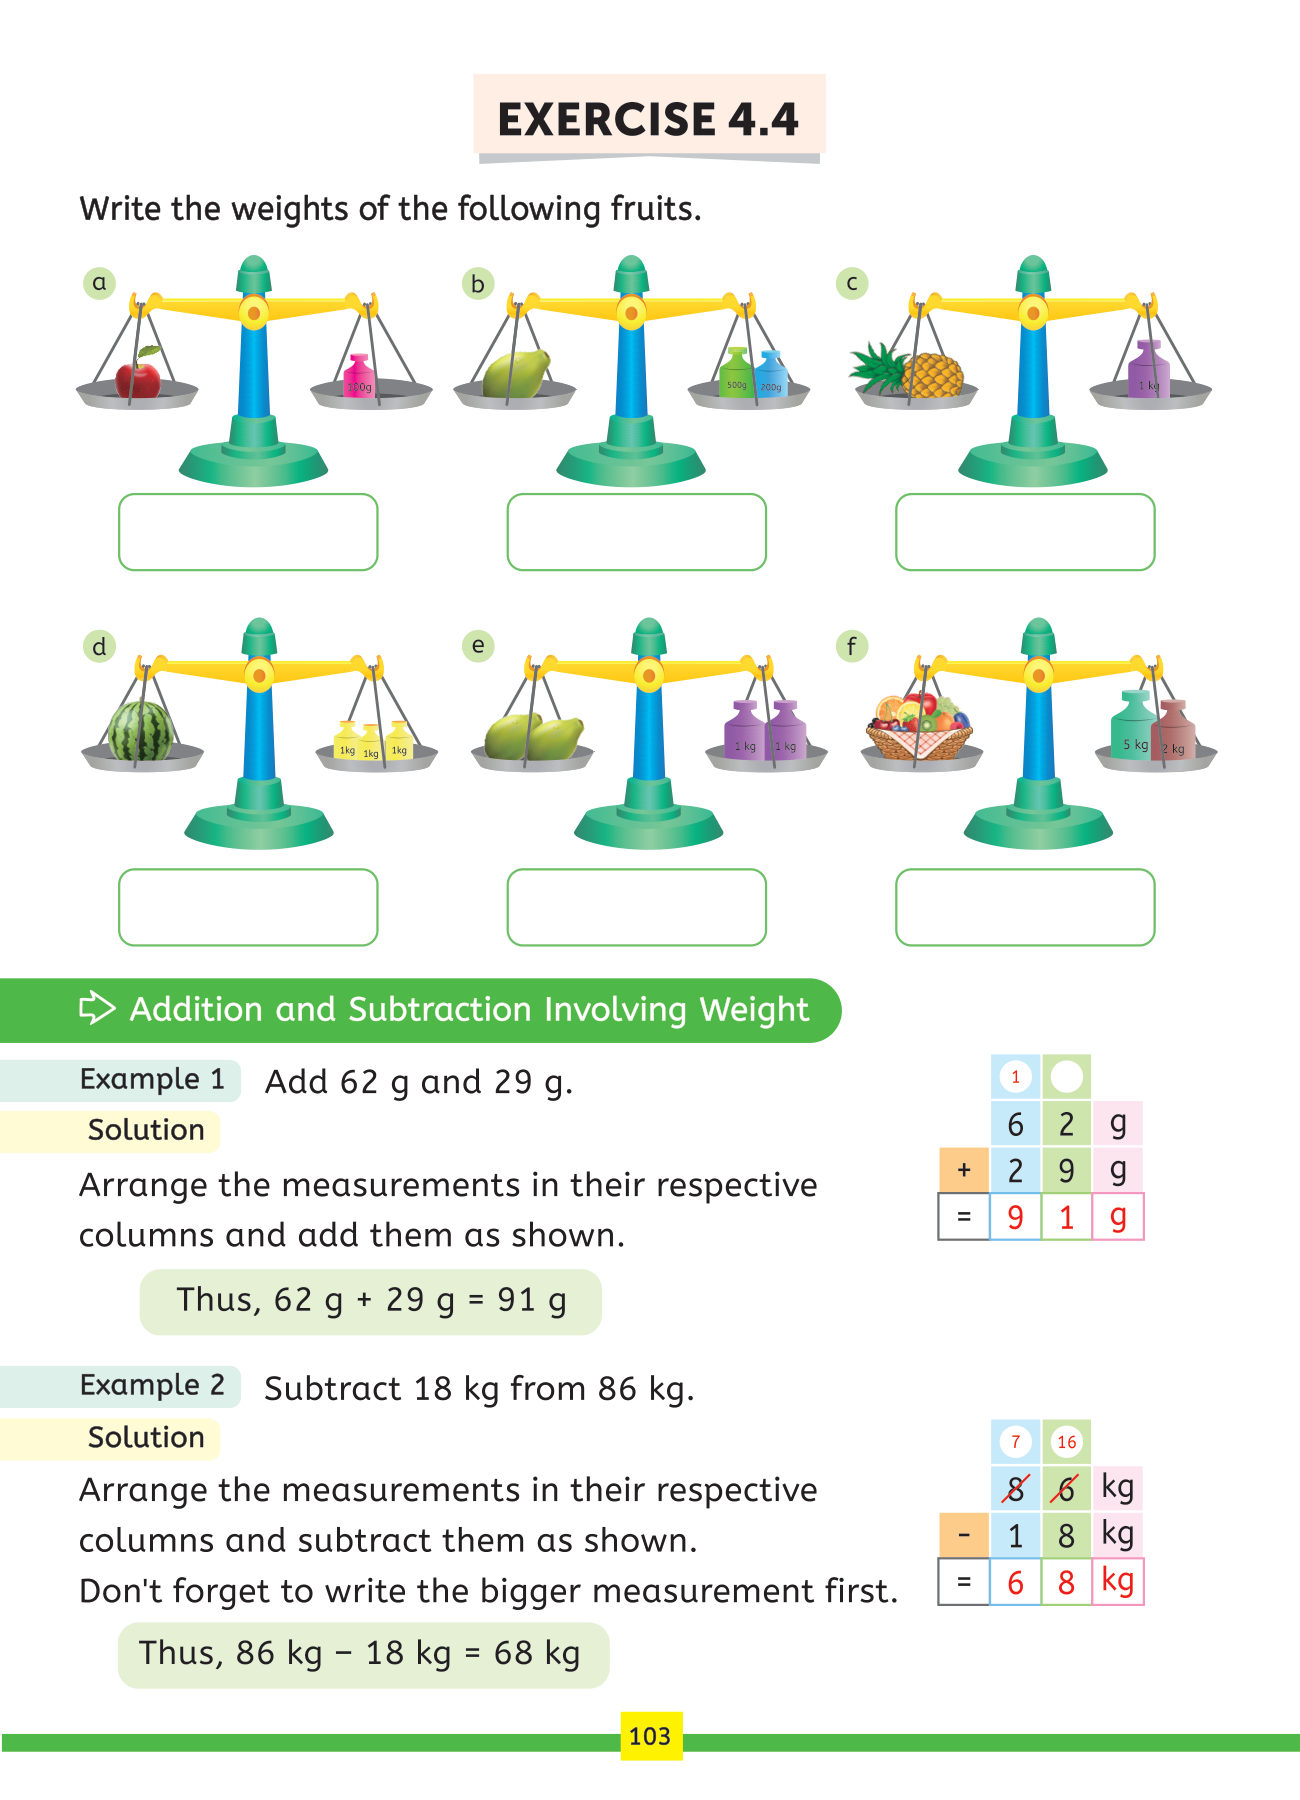 EXERCISE 4.4
Write the weights of the following fruits.
a
100g
b
500g 200g
c
1 kg
d
1kg 1kg 1kg
e
1 kg 1 kg
f
5 kg 2 kg
Addition and Subtraction Involving Weight
Example 1 Add 62 g and 29 g.
Solution
Arrange the measurements in their respective
columns and add them as shown.
Thus, 62 g + 29 g = 91 g
1
6 2 g
+ 2 9 g
= 9 1 g
Example 2 Subtract 18 kg from 86 kg.
Solution
Arrange the measurements in their respective
columns and subtract them as shown.
Don't forget to write the bigger measurement first.
Thus, 86 kg − 18 kg = 68 kg
7 16
8 6 kg
- 1 8 kg
= 6 8 kg
103